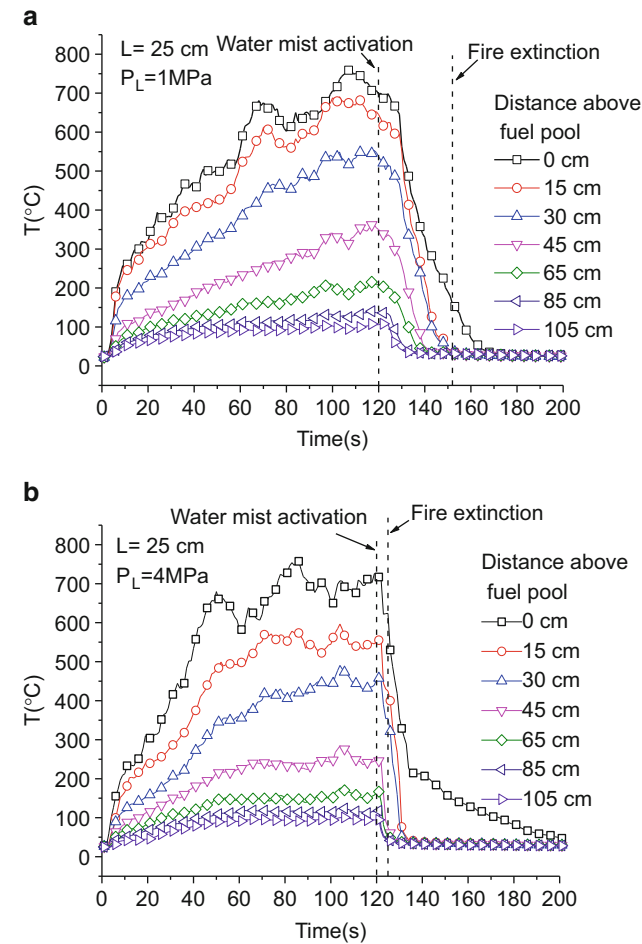 a
L= 25 cm
P_L=1MPa
Water mist activation
Fire extinction
Distance above
fuel pool
0 cm
15 cm
30 cm
45 cm
65 cm
85 cm
105 cm
T(°C)
800
700
600
500
400
300
200
100
0
0 20 40 60 80 100 120 140 160 180 200
Time(s)
b
L= 25 cm
P_L=4MPa
Water mist activation
Fire extinction
Distance above
fuel pool
0 cm
15 cm
30 cm
45 cm
65 cm
85 cm
105 cm
T(°C)
800
700
600
500
400
300
200
100
0
0 20 40 60 80 100 120 140 160 180 200
Time(s)